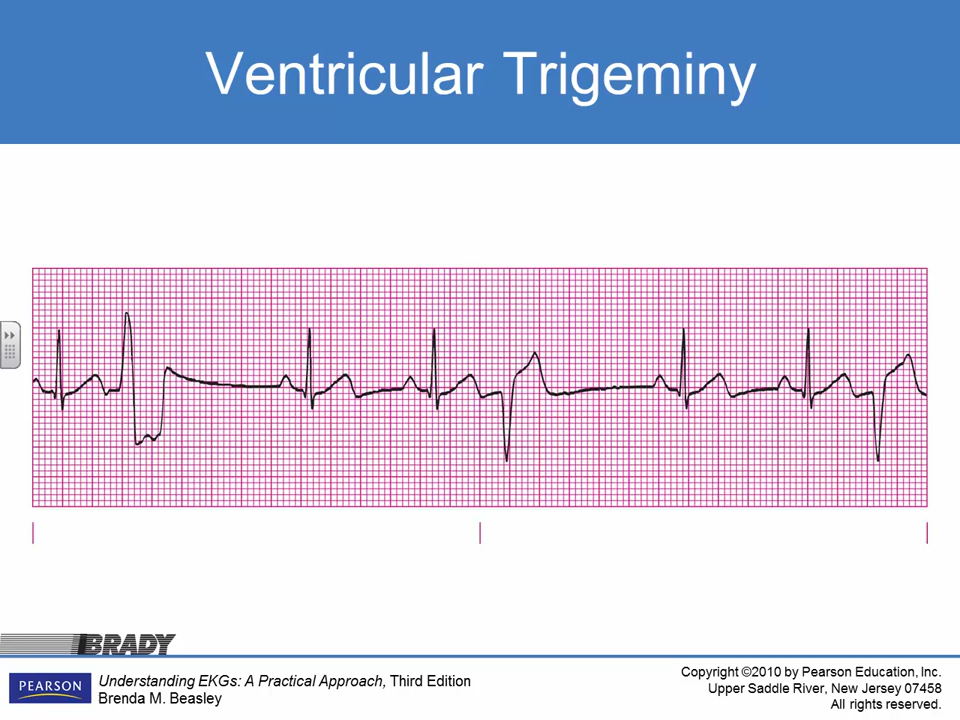 Ventricular Trigeminy
BRADY
PEARSON
Understanding EKGs: A Practical Approach, Third Edition
Brenda M. Beasley
Copyright ©2010 by Pearson Education, Inc.
Upper Saddle River, New Jersey 07458
All rights reserved.